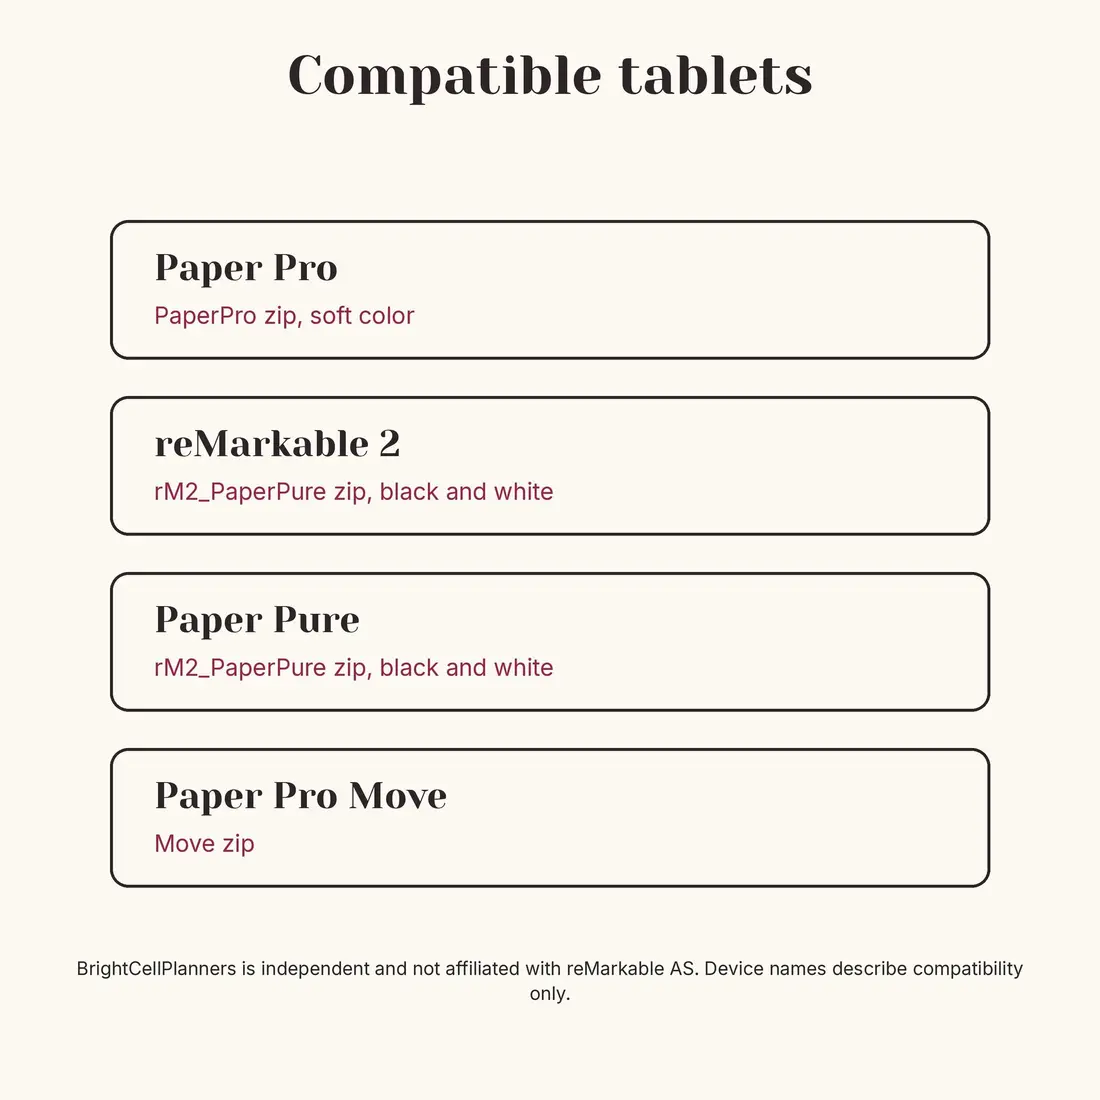 Compatible tablets
Paper Pro
PaperPro zip, soft color
reMarkable 2
rM2_PaperPure zip, black and white
Paper Pure
rM2_PaperPure zip, black and white
Paper Pro Move
Move zip
BrightCellPlanners is independent and not affiliated with reMarkable AS. Device names describe compatibility
only.